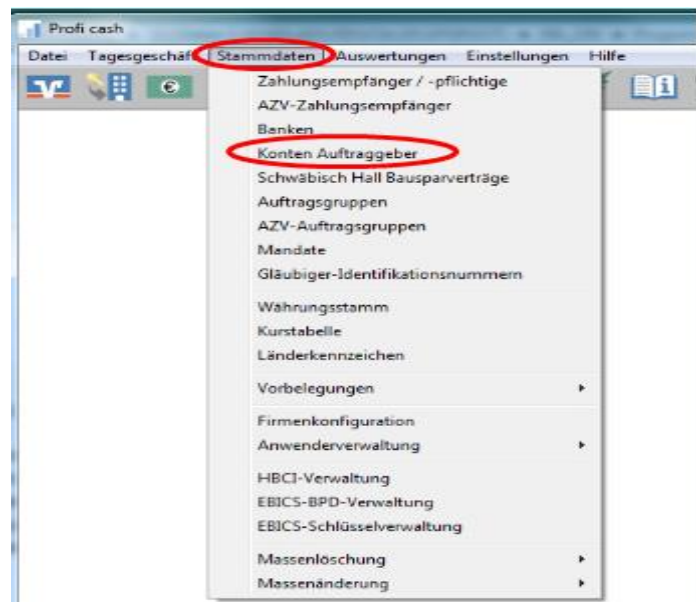 Profi cash
Datei Tagesgeschäf Stammdaten Auswertungen Einstellungen Hilfe
Zahlungsempfänger / -pflichtige
AZV-Zahlungsempfänger
Banken
Konten Auftraggeber
Schwäbisch Hall Bausparverträge
Auftragsgruppen
AZV-Auftragsgruppen
Mandate
Gläubiger-Identifikationsnummern
Währungsstamm
Kurstabelle
Länderkennzeichen
Vorbelegungen
Firmenkonfiguration
Anwenderverwaltung
HBCI-Verwaltung
EBICS-BPD-Verwaltung
EBICS-Schlüsselverwaltung
Massenlöschung
Massenänderung